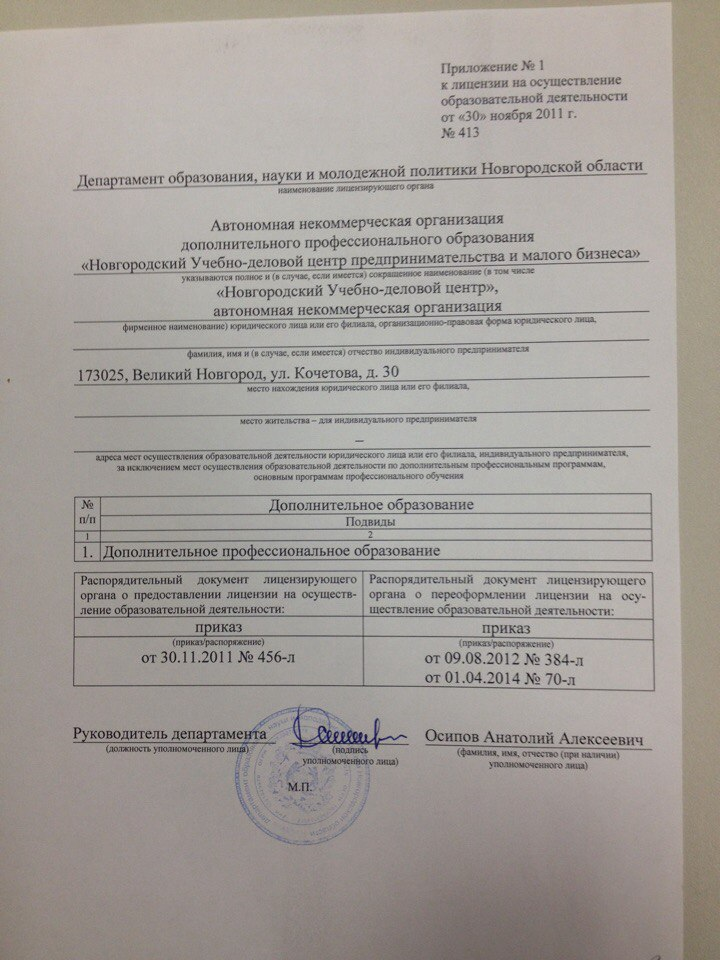 Приложение № 1
к лицензии на осуществление
образовательной деятельности
от «30» ноября 2011 г.
№ 413
Департамент образования, науки и молодежной политики Новгородской области
наименование лицензирующего органа
Автономная некоммерческая организация
дополнительного профессионального образования
«Новгородский Учебно-деловой центр предпринимательства и малого бизнеса»
указываются полное и (в случае, если имеется) сокращенное наименование (в том числе
«Новгородский Учебно-деловой центр»,
автономная некоммерческая организация
фирменное наименование) юридического лица или его филиала, организационно-правовая форма юридического лица,
фамилия, имя и (в случае, если имеется) отчество индивидуального предпринимателя
173025, Великий Новгород, ул. Кочетова, д. 30
место нахождения юридического лица или его филиала,
место жительства – для индивидуального предпринимателя
–
адреса мест осуществления образовательной деятельности юридического лица или его филиала, индивидуального предпринимателя,
за исключением мест осуществления образовательной деятельности по дополнительным профессиональным программам,
основным программам профессионального обучения
№ п/п Дополнительное образование
Подвиды
1 2
1. Дополнительное профессиональное образование
Распорядительный документ лицензирующего
органа о предоставлении лицензии на осуществ-
ление образовательной деятельности:
приказ
(приказ/распоряжение)
от 30.11.2011 № 456-л
Распорядительный документ лицензирующего
органа о переоформлении лицензии на осу-
ществление образовательной деятельности:
приказ
(приказ/распоряжение)
от 09.08.2012 № 384-л
от 01.04.2014 № 70-л
Руководитель департамента
(должность уполномоченного лица)
(подпись
уполномоченного лица)
Осипов Анатолий Алексеевич
(фамилия, имя, отчество (при наличии)
уполномоченного лица)
М.П.